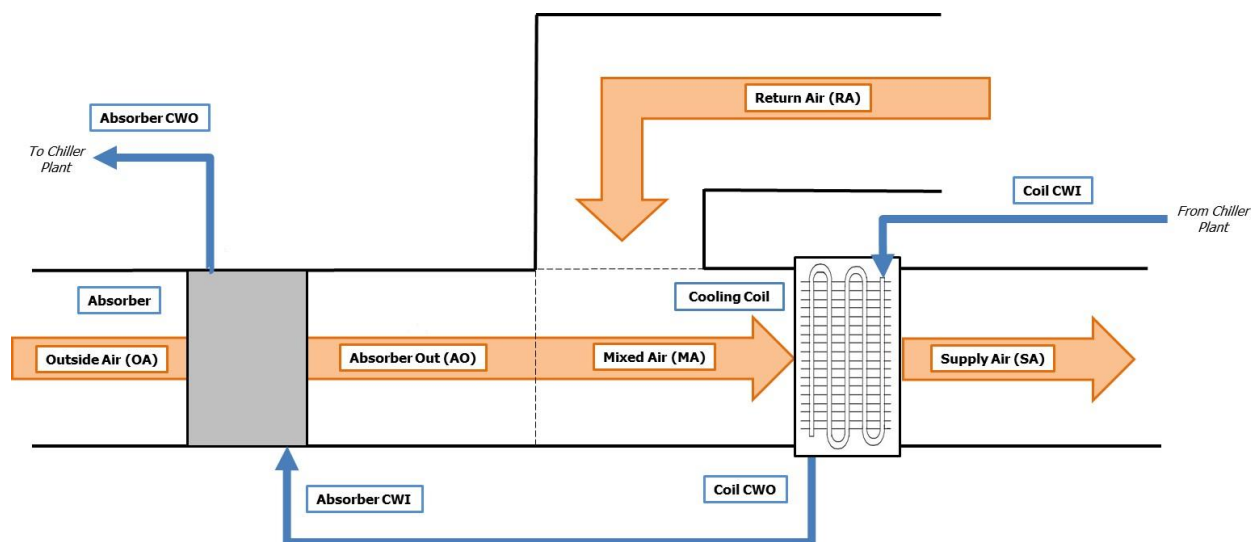 Return Air (RA)
Absorber CWO
To Chiller
Plant
Coil CWI
From Chiller
Plant
Absorber
Cooling Coil
Outside Air (OA)
Absorber Out (AO)
Mixed Air (MA)
Supply Air (SA)
Absorber CWI
Coil CWO